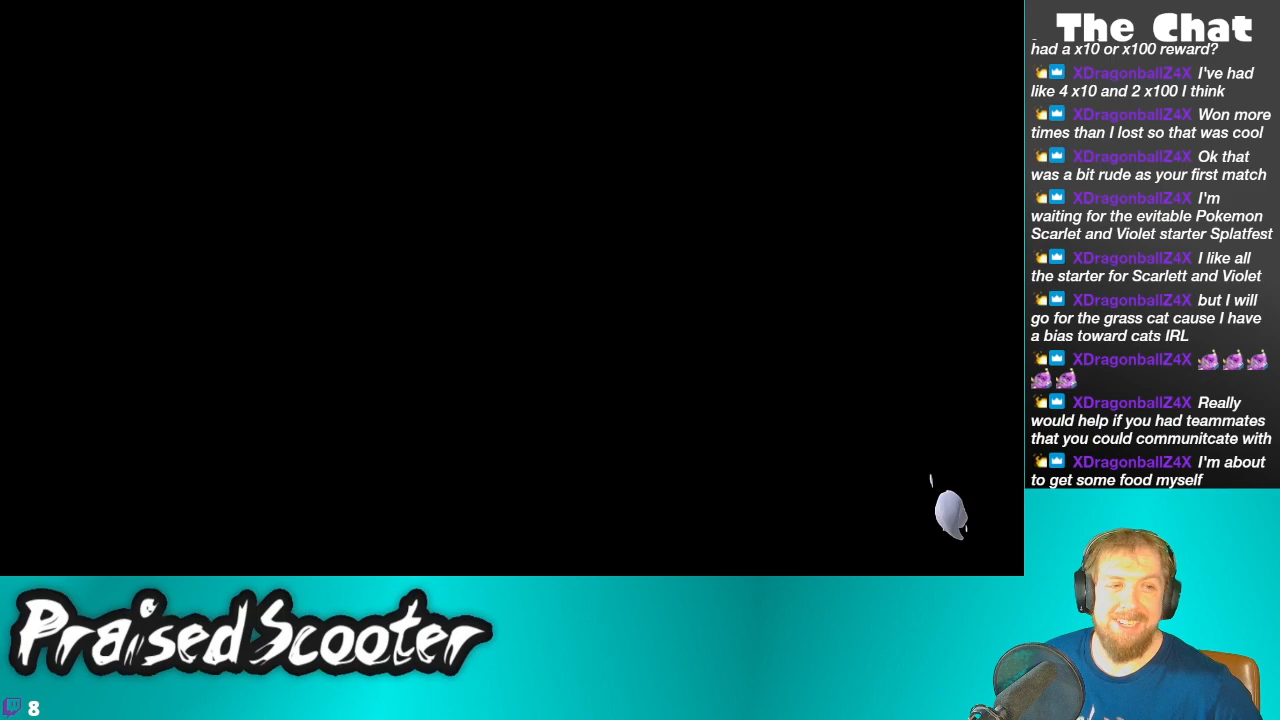 The Chat
had a x10 or x100 reward?
XDragonballZ4X I've had
like 4 x10 and 2 x100 I think
XDragonballZ4X Won more
times than I lost so that was cool
XDragonballZ4X Ok that
was a bit rude as your first match
XDragonballZ4X I'm
waiting for the evitable Pokemon
Scarlet and Violet starter Splatfest
XDragonballZ4X I like all
the starter for Scarlett and Violet
XDragonballZ4X but I will
go for the grass cat cause I have
a bias toward cats IRL
XDragonballZ4X
XDragonballZ4X Really
would help if you had teammates
that you could communitcate with
XDragonballZ4X I'm about
to get some food myself
PraisedScooter
8